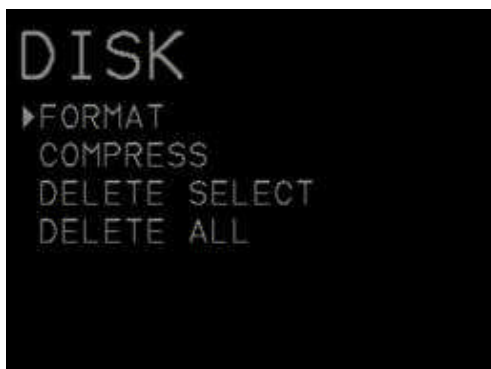 DISK
▶FORMAT
COMPRESS
DELETE SELECT
DELETE ALL